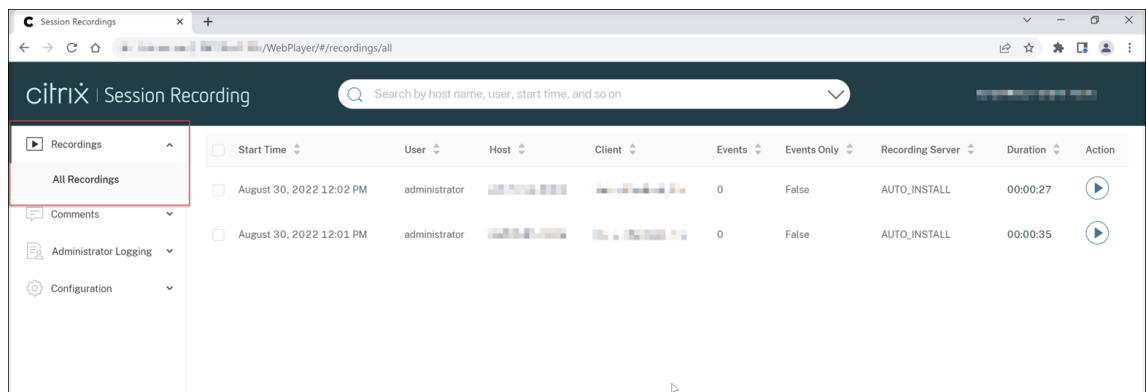 Session Recordings
/WebPlayer/#/recordings/all
citrix | Session Recording
Search by host name, user, start time, and so on
Recordings
All Recordings
Comments
Administrator Logging
Configuration
Start Time User Host Client Events Events Only Recording Server Duration Action
August 30, 2022 12:02 PM administrator 0 False AUTO_INSTALL 00:00:27
August 30, 2022 12:01 PM administrator 0 False AUTO_INSTALL 00:00:35